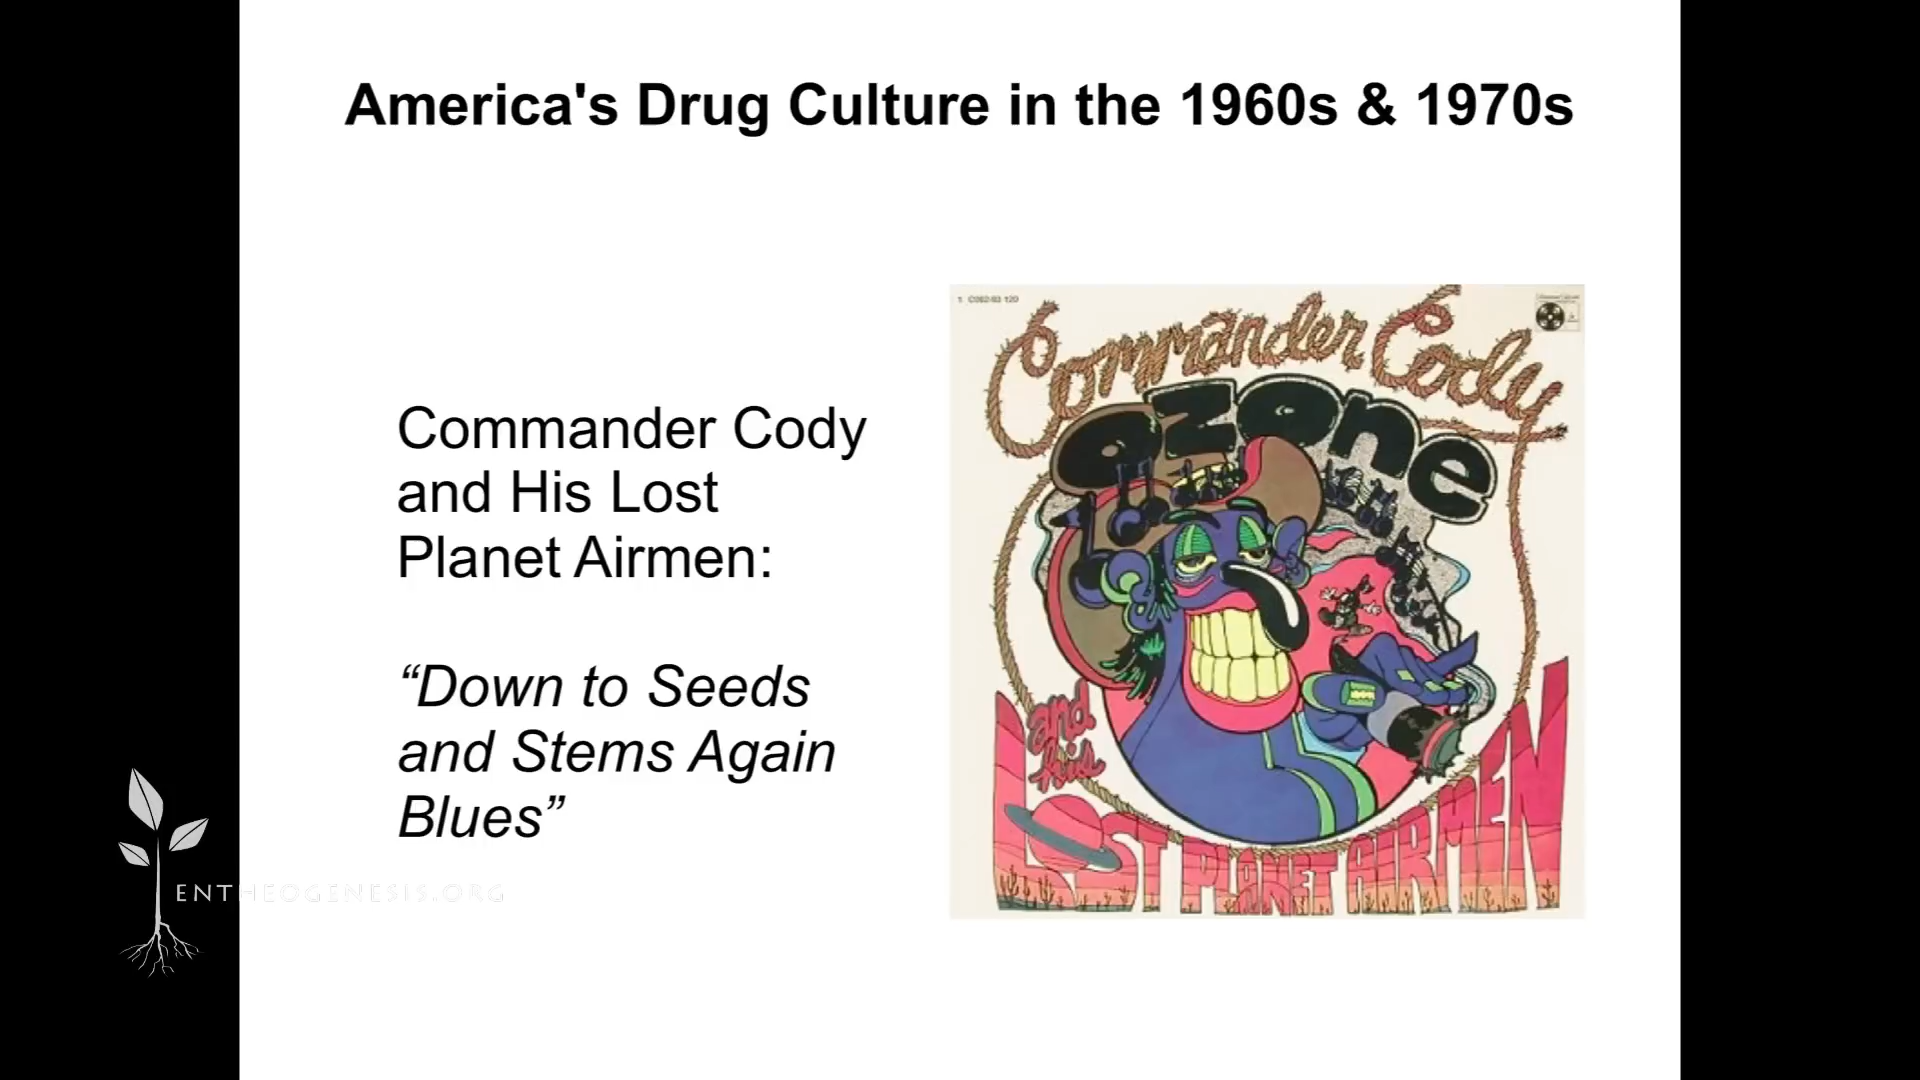 America's Drug Culture in the 1960s & 1970s
Commander Cody
and His Lost
Planet Airmen:
“Down to Seeds
and Stems Again
Blues”
Commander Cody
ozone
and
his
LOST PLANET AIRMEN
ENTHEOGENESIS.ORG